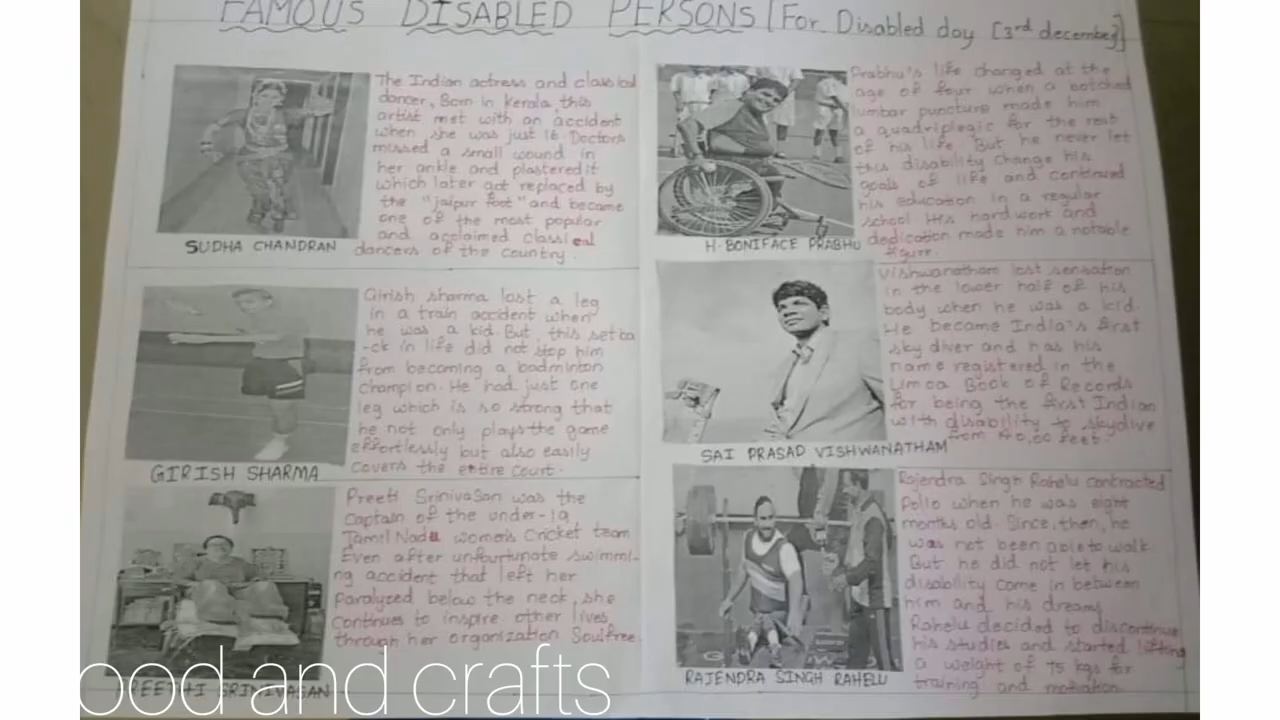 FAMOUS DISABLED PERSONS [For Disabled day [3rd december]
The Indian actress and classical
dancer, Born in Kerala, this
artist met with an accident
when she was just 16. Doctors
missed a small wound in
her ankle and plastered it
which later got replaced by
the "jaipur foot" and became
one of the most popular
and acclaimed classical
dancers of the country.
SUDHA CHANDRAN
Girish sharma lost a leg
in a train accident when
he was a kid. But, this setba
-ck in life did not stop him
from becoming a badminton
champion. He had just one
leg which is so strong that
he not only plays the game
effortlessly but also easily
covers the entire court.
GIRISH SHARMA
Preeti Srinivasan was the
Captain of the under-19
Tamil Nadu women's Cricket team
Even after unfourtunate swimmi-
ng accident that left her
paralyzed below the neck, she
continues to inspire other lives
through her organization Soulfree.
PREETHI SRINIVASAN
Prabhu's life changed at the
age of four when a botched
lumbar puncture made him
a quadriplegic for the rest
of his life. But he never let
this disability change his
goals of life and continued
his education in a regular
school. His hardwork and
dedication made him a notable
figure.
H. BONIFACE PRABHU
Vishwanatham lost sensation
in the lower half of his
body when he was a kid.
He became India's first
sky diver and has his
name registered in the
Limca Book of Records
for being the first Indian
with disability to skydive
from 140,00 feet.
SAI PRASAD VISHWANATHAM
Rajendra Singh Rahelu contracted
Polio when he was eight
months old. Since, then, he
was not been able to walk.
But he did not let his
disability come in between
him and his dreams
Rahelu decided to discontinue
his studies and started lifting
a weight of 75 kgs for
training and motivation.
RAJENDRA SINGH RAHELU
ood and crafts